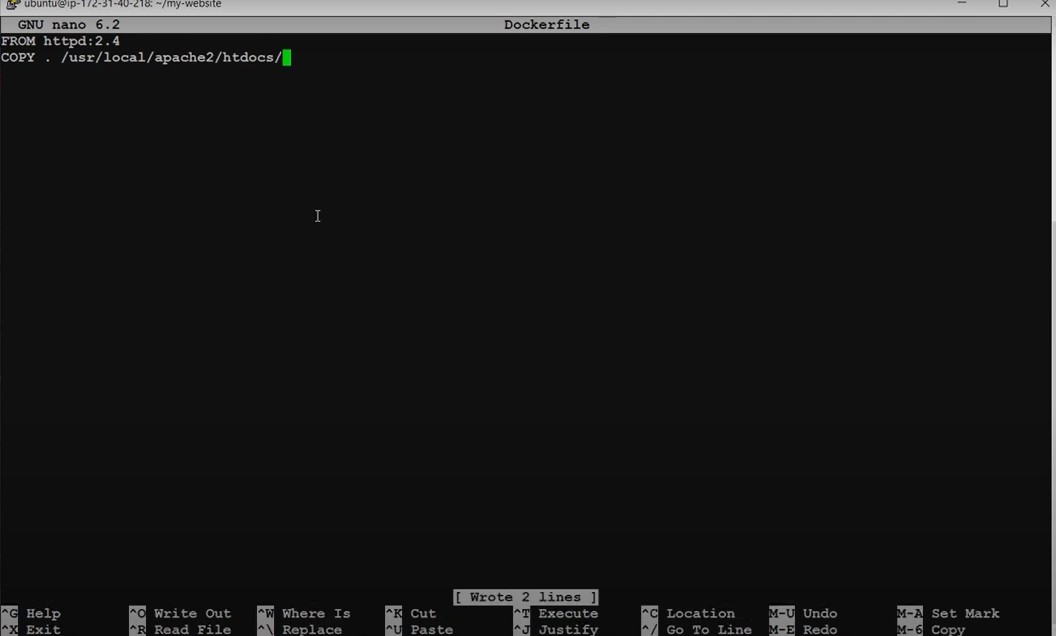 ubuntu@ip-172-31-40-218: ~/my-website
GNU nano 6.2 Dockerfile
FROM httpd:2.4
COPY . /usr/local/apache2/htdocs/
[ Wrote 2 lines ]
^G Help ^O Write Out ^W Where Is ^K Cut ^T Execute ^C Location M-U Undo M-A Set Mark
^X Exit ^R Read File ^\ Replace ^U Paste ^J Justify ^/ Go To Line M-E Redo M-6 Copy